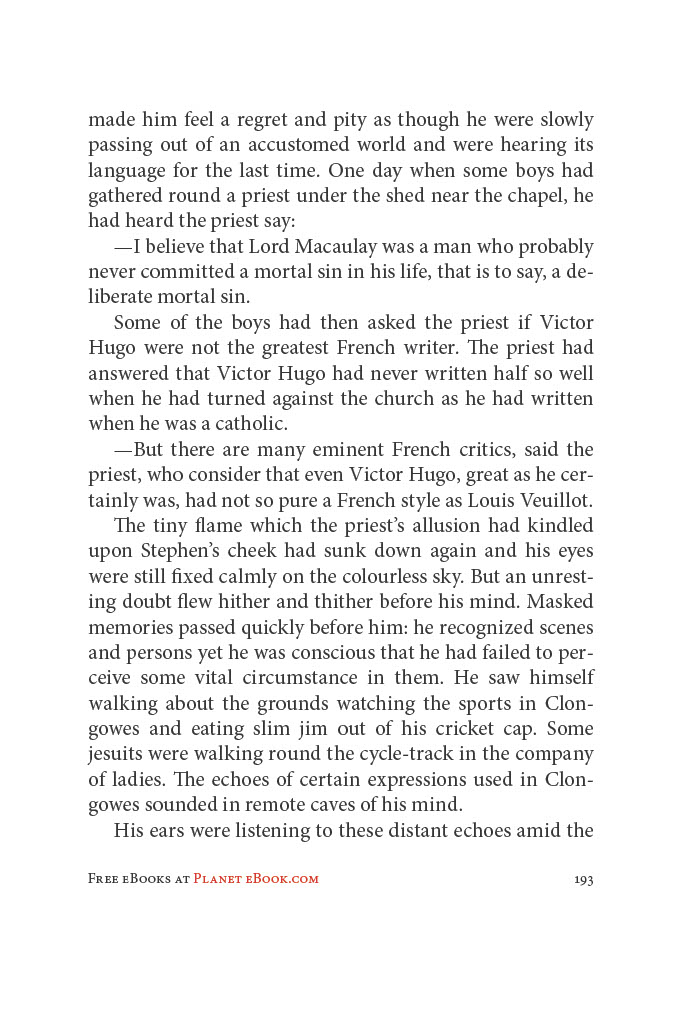 made him feel a regret and pity as though he were slowly
passing out of an accustomed world and were hearing its
language for the last time. One day when some boys had
gathered round a priest under the shed near the chapel, he
had heard the priest say:
—I believe that Lord Macaulay was a man who probably
never committed a mortal sin in his life, that is to say, a de-
liberate mortal sin.
Some of the boys had then asked the priest if Victor
Hugo were not the greatest French writer. The priest had
answered that Victor Hugo had never written half so well
when he had turned against the church as he had written
when he was a catholic.
—But there are many eminent French critics, said the
priest, who consider that even Victor Hugo, great as he cer-
tainly was, had not so pure a French style as Louis Veuillot.
The tiny flame which the priest’s allusion had kindled
upon Stephen’s cheek had sunk down again and his eyes
were still fixed calmly on the colourless sky. But an unrest-
ing doubt flew hither and thither before his mind. Masked
memories passed quickly before him: he recognized scenes
and persons yet he was conscious that he had failed to per-
ceive some vital circumstance in them. He saw himself
walking about the grounds watching the sports in Clon-
gowes and eating slim jim out of his cricket cap. Some
jesuits were walking round the cycle-track in the company
of ladies. The echoes of certain expressions used in Clon-
gowes sounded in remote caves of his mind.
His ears were listening to these distant echoes amid the
Free eBooks at Planet eBook.com 193